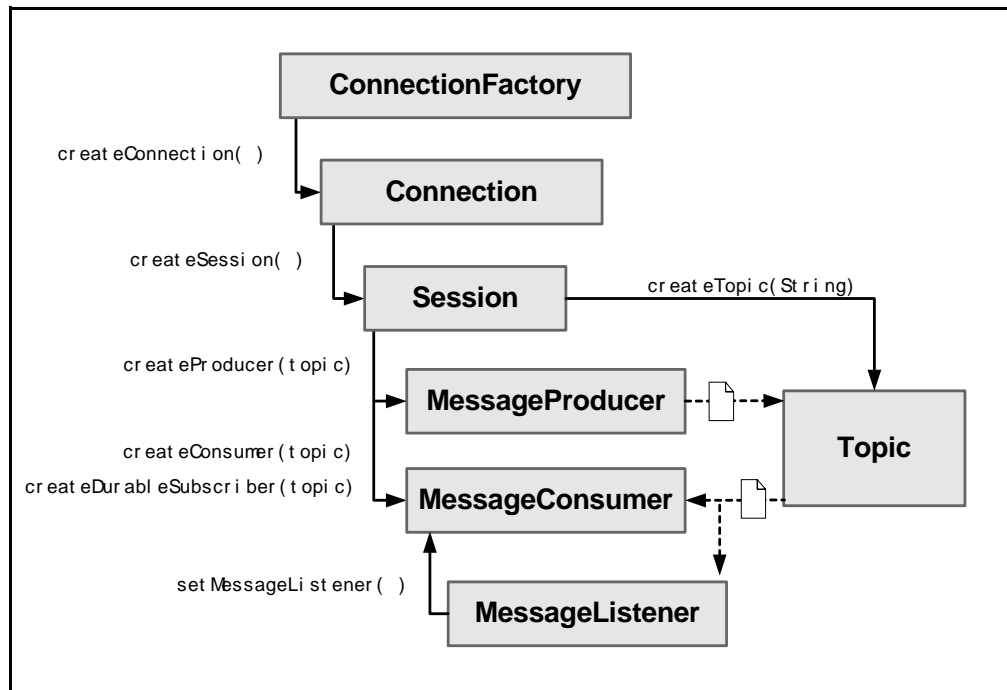 ConnectionFactory
createConnection( )
Connection
createSession( )
Session
createTopic(String)
createProducer(topic)
MessageProducer
Topic
createConsumer(topic)
createDurableSubscriber(topic)
MessageConsumer
setMessageListener( )
MessageListener